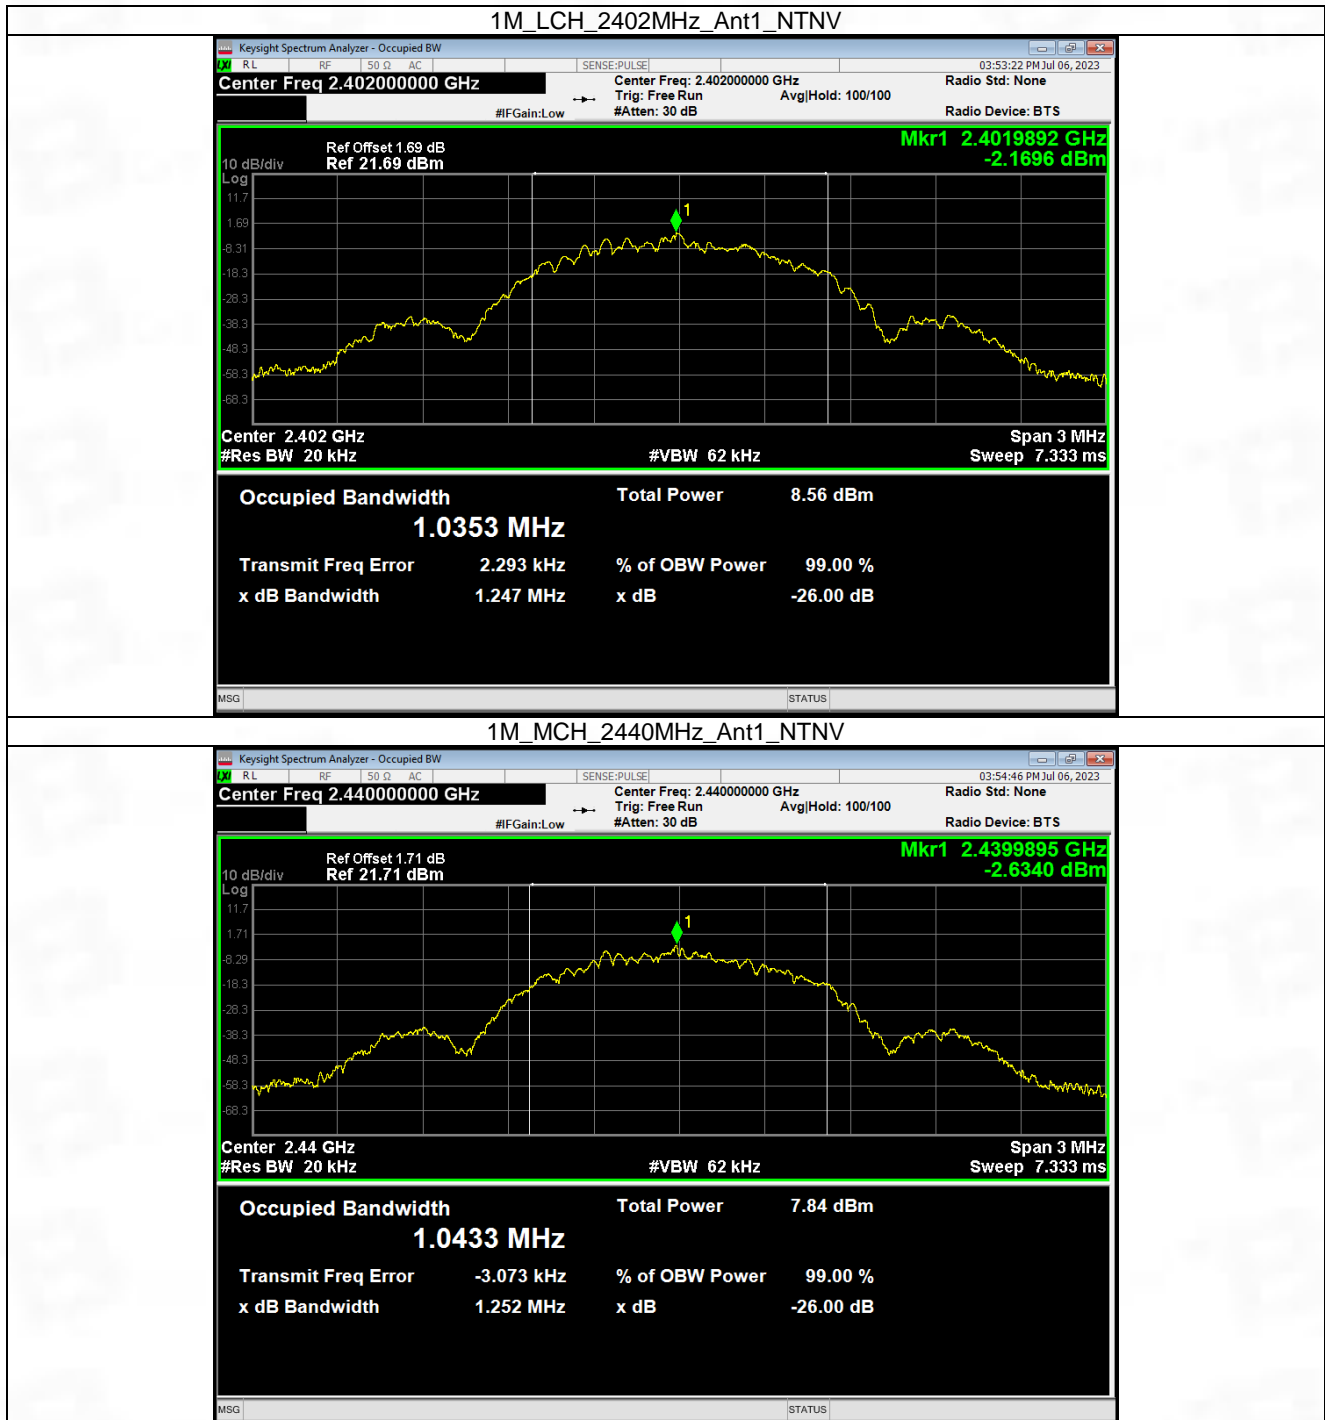 1M_LCH_2402MHz_Ant1_NTNV
Keysight Spectrum Analyzer - Occupied BW
LXI RL RF 50 Ω AC SENSE:PULSE 03:53:22 PM Jul 06, 2023
Center Freq 2.402000000 GHz Center Freq: 2.402000000 GHz Radio Std: None
Trig: Free Run Avg|Hold: 100/100
#IFGain:Low #Atten: 30 dB Radio Device: BTS
Mkr1 2.4019892 GHz
-2.1696 dBm
Ref Offset 1.69 dB
10 dB/div Ref 21.69 dBm
Log
11.7
1
1.69
-8.31
-18.3
-28.3
-38.3
-48.3
-58.3
-68.3
Center 2.402 GHz Span 3 MHz
#Res BW 20 kHz #VBW 62 kHz Sweep 7.333 ms
Occupied Bandwidth Total Power 8.56 dBm
1.0353 MHz
Transmit Freq Error 2.293 kHz % of OBW Power 99.00 %
x dB Bandwidth 1.247 MHz x dB -26.00 dB
MSG STATUS
1M_MCH_2440MHz_Ant1_NTNV
Keysight Spectrum Analyzer - Occupied BW
LXI RL RF 50 Ω AC SENSE:PULSE 03:54:46 PM Jul 06, 2023
Center Freq 2.440000000 GHz Center Freq: 2.440000000 GHz Radio Std: None
Trig: Free Run Avg|Hold: 100/100
#IFGain:Low #Atten: 30 dB Radio Device: BTS
Mkr1 2.4399895 GHz
-2.6340 dBm
Ref Offset 1.71 dB
10 dB/div Ref 21.71 dBm
Log
11.7
1
1.71
-8.29
-18.3
-28.3
-38.3
-48.3
-58.3
-68.3
Center 2.44 GHz Span 3 MHz
#Res BW 20 kHz #VBW 62 kHz Sweep 7.333 ms
Occupied Bandwidth Total Power 7.84 dBm
1.0433 MHz
Transmit Freq Error -3.073 kHz % of OBW Power 99.00 %
x dB Bandwidth 1.252 MHz x dB -26.00 dB
MSG STATUS